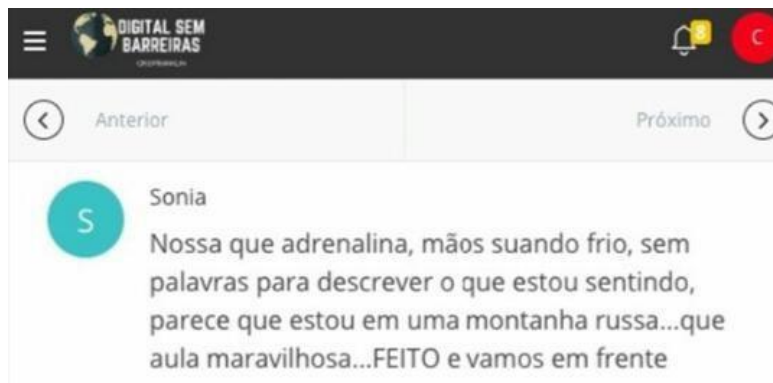 DIGITAL SEM
BARREIRAS
8
C
Anterior
Próximo
S
Sonia
Nossa que adrenalina, mãos suando frio, sem
palavras para descrever o que estou sentindo,
parece que estou em uma montanha russa...que
aula maravilhosa...FEITO e vamos em frente